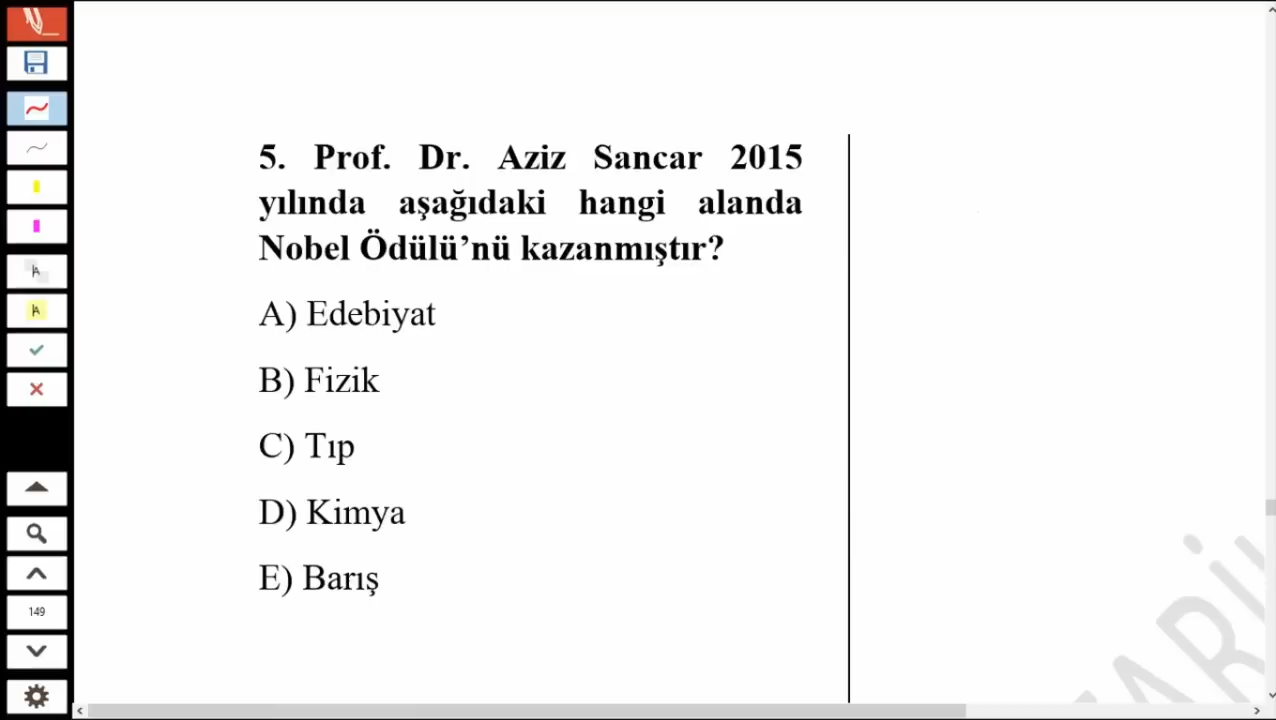 5. Prof. Dr. Aziz Sancar 2015
yılında aşağıdaki hangi alanda
Nobel Ödülü’nü kazanmıştır?
A) Edebiyat
B) Fizik
C) Tıp
D) Kimya
E) Barış
149